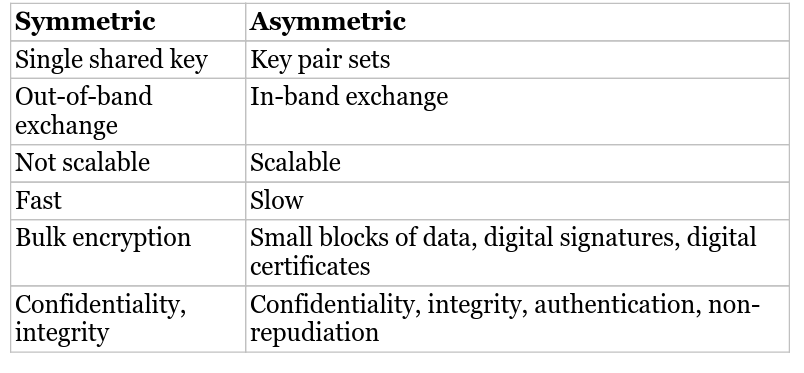 Symmetric Asymmetric
Single shared key Key pair sets
Out-of-band In-band exchange
exchange
Not scalable Scalable
Fast Slow
Bulk encryption Small blocks of data, digital signatures, digital
certificates
Confidentiality, Confidentiality, integrity, authentication, non-
integrity repudiation